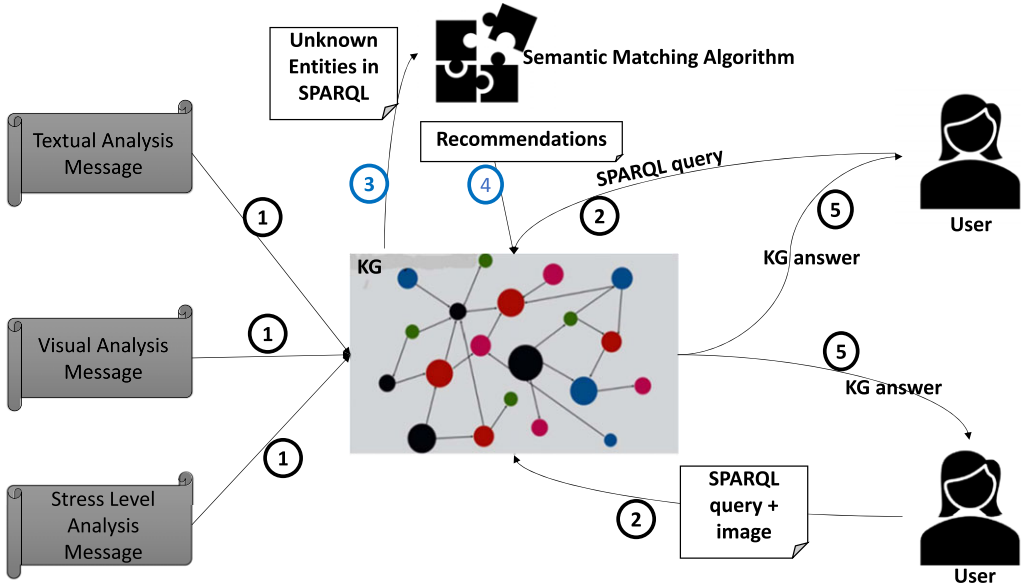 Unknown
Entities in
SPARQL
Semantic Matching Algorithm
Textual Analysis
Message
Recommendations
3
4
SPARQL query
1
2
5
User
KG
KG answer
Visual Analysis
Message
1
5
KG answer
1
Stress Level
Analysis
Message
SPARQL
query +
image
2
User